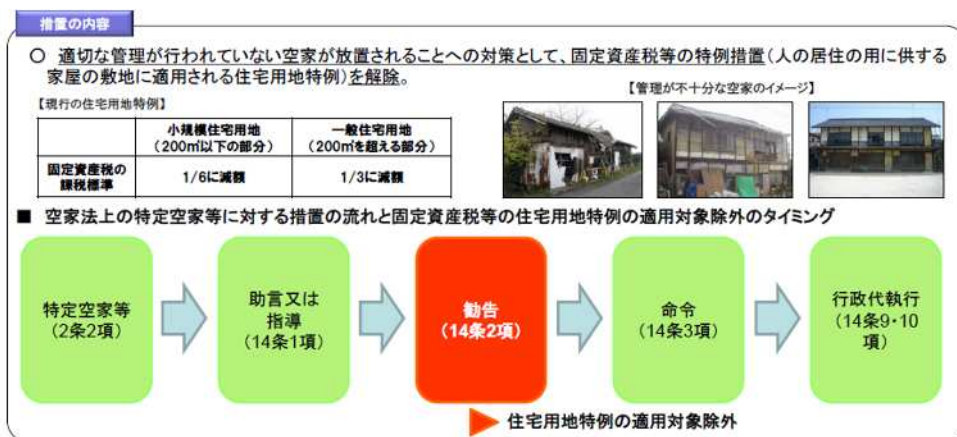 措置の内容
○ 適切な管理が行われていない空家が放置されることへの対策として、固定資産税等の特例措置(人の居住の用に供する
家屋の敷地に適用される住宅用地特例)を解除。
【現行の住宅用地特例】
小規模住宅用地
(200㎡以下の部分)
一般住宅用地
(200㎡を超える部分)
固定資産税の
課税標準
1/6に減額
1/3に減額
【管理が不十分な空家のイメージ】
■ 空家法上の特定空家等に対する措置の流れと固定資産税等の住宅用地特例の適用対象除外のタイミング
特定空家等
(2条2項)
助言又は
指導
(14条1項)
勧告
(14条2項)
命令
(14条3項)
行政代執行
(14条9・10
項)
住宅用地特例の適用対象除外